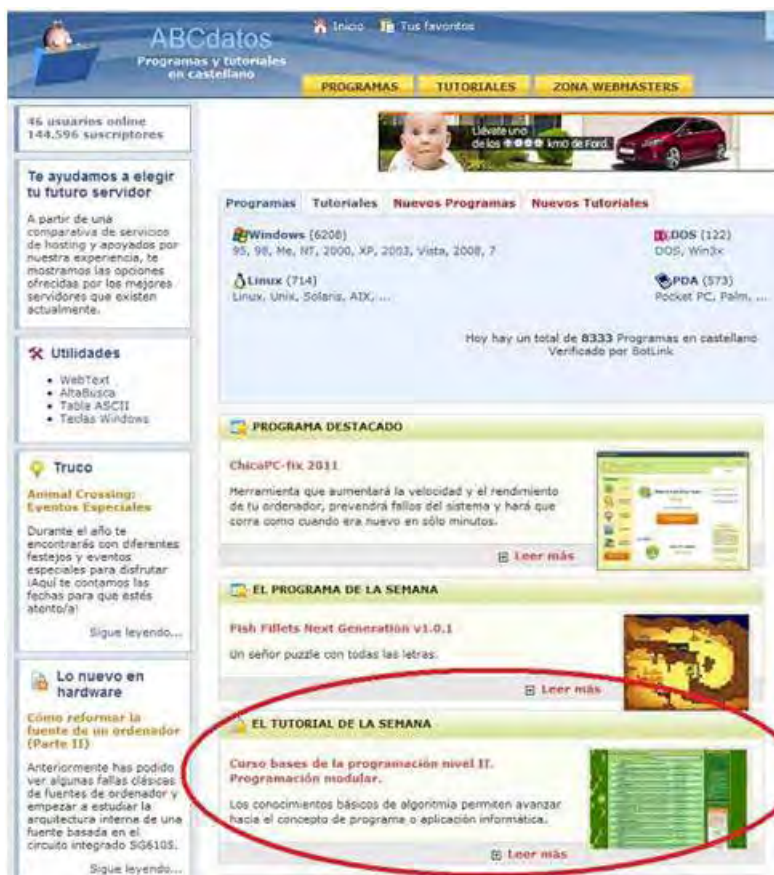 Inicio Tus favoritos
ABCdatos
Programas y tutoriales
en castellano
PROGRAMAS TUTORIALES ZONA WEBMASTERS
46 usuarios online
144.596 suscriptores
Llévate uno
de los km0 de Ford.
Te ayudamos a elegir
tu futuro servidor
A partir de una
comparativa de servicios
de hosting y apoyados por
nuestra experiencia, te
mostramos las opciones
ofrecidas por los mejores
servidores que existen
actualmente.
Utilidades
WebText
AltaBusca
Tabla ASCII
Teclas Windows
Truco
Animal Crossing:
Eventos Especiales
Durante el año te
encontrarás con diferentes
festejos y eventos
especiales para disfrutar
¡Aquí te contamos las
fechas para que estés
atento/a!
Sigue leyendo...
Lo nuevo en
hardware
Cómo reformar la
fuente de un ordenador
(Parte II)
Anteriormente has podido
ver algunas fallas clásicas
de fuentes de ordenador y
empezar a estudiar la
arquitectura interna de una
fuente basada en el
circuito integrado SG6105.
Sigue leyendo...
Programas Tutoriales Nuevos Programas Nuevos Tutoriales
Windows (6208)
95, 98, Me, NT, 2000, XP, 2003, Vista, 2008, 7
DOS (122)
DOS, Win3x
Linux (714)
Linux, Unix, Solaris, AIX, ...
PDA (573)
Pocket PC, Palm, ...
Hoy hay un total de 8333 Programas en castellano
Verificado por BotLink
PROGRAMA DESTACADO
ChicaPC-fix 2011
Herramienta que aumentará la velocidad y el rendimiento
de tu ordenador, prevendrá fallos del sistema y hará que
corra como cuando era nuevo en sólo minutos.
Leer más
EL PROGRAMA DE LA SEMANA
Fish Fillets Next Generation v1.0.1
Un señor puzzle con todas las letras.
Leer más
EL TUTORIAL DE LA SEMANA
Curso bases de la programación nivel II.
Programación modular.
Los conocimientos básicos de algoritmia permiten avanzar
hacia el concepto de programa o aplicación informática.
Leer más